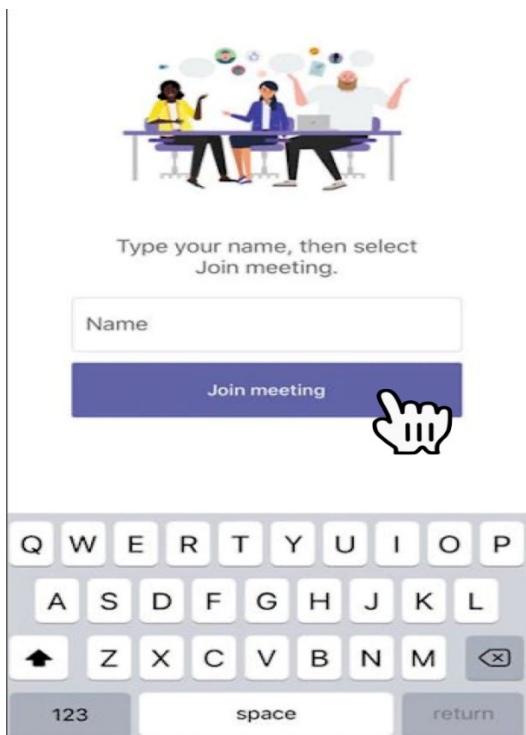 Type your name, then select
Join meeting.
Name
Join meeting
Q W E R T Y U I O P
A S D F G H J K L
Z X C V B N M
123 space return